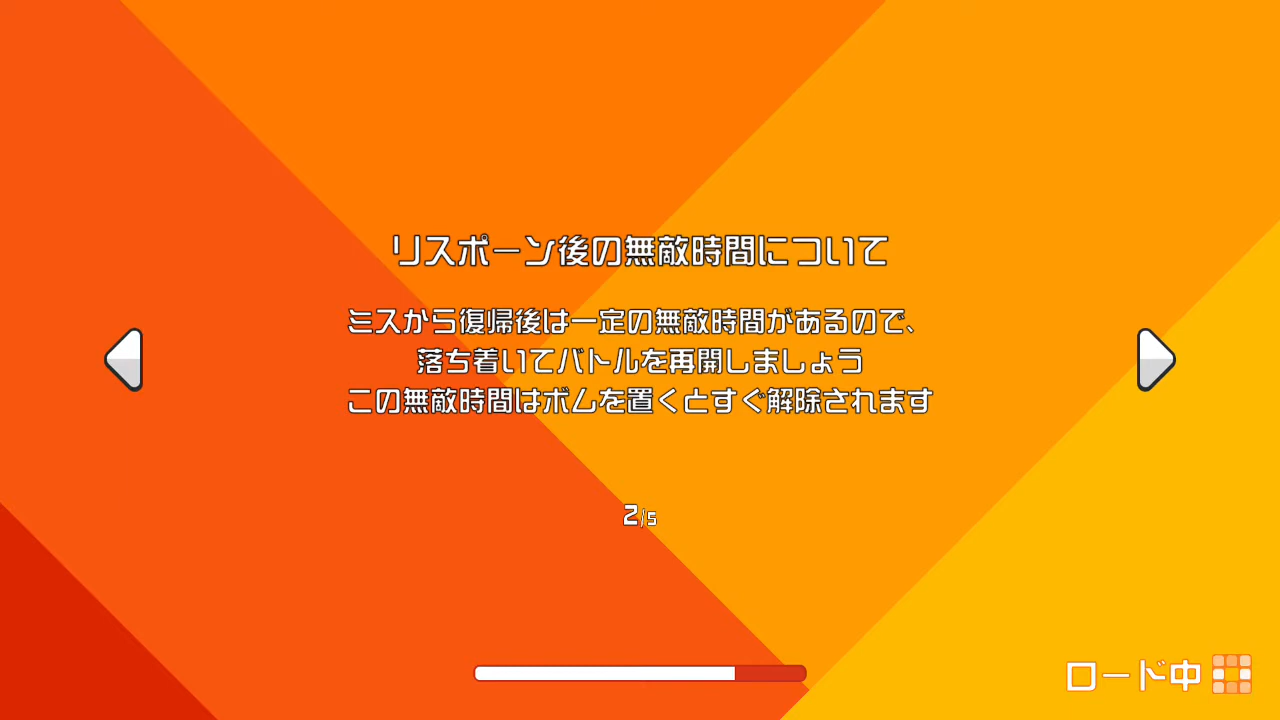 リスポーン後の無敵時間について
ミスから復帰後は一定の無敵時間があるので、
落ち着いてバトルを再開しましょう
この無敵時間はボムを置くとすぐ解除されます
2/5
ロード中